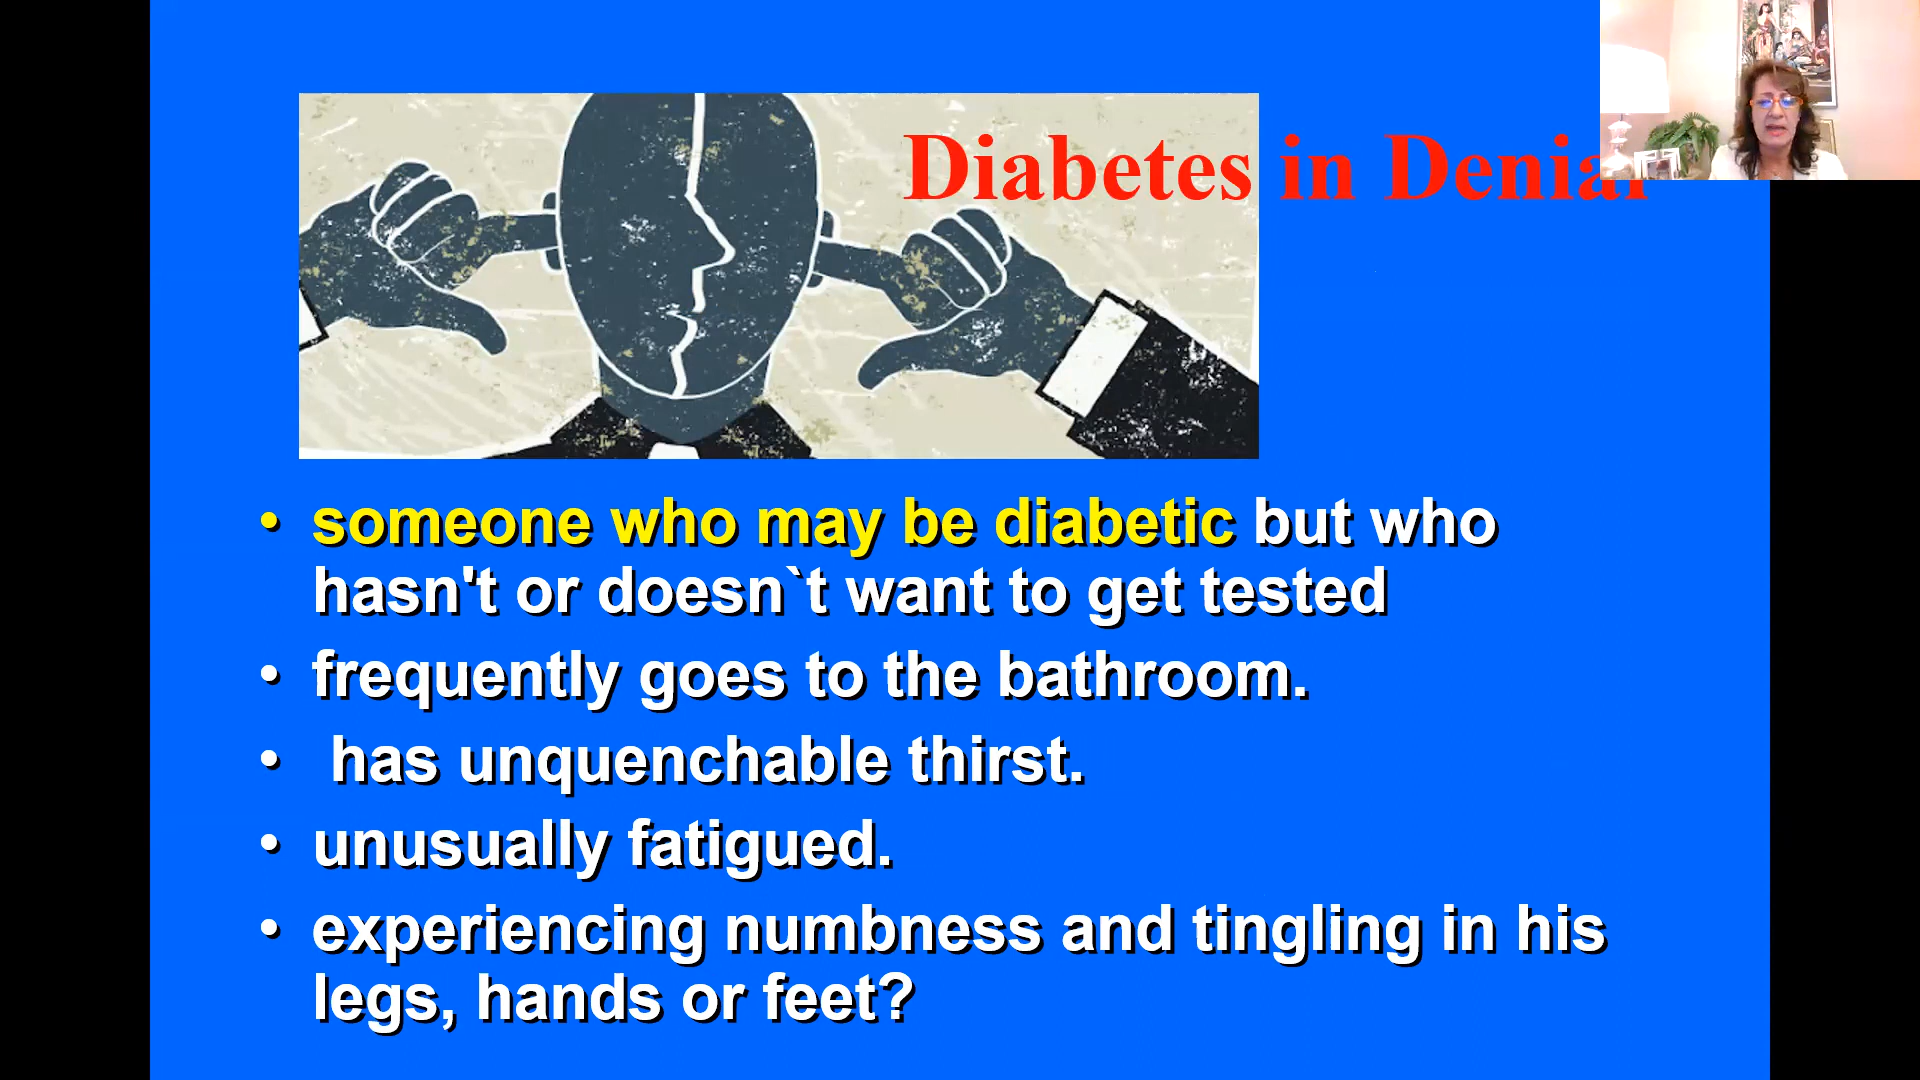 Diabetes in Denial
• someone who may be diabetic but who
hasn't or doesn`t want to get tested
• frequently goes to the bathroom.
• has unquenchable thirst.
• unusually fatigued.
• experiencing numbness and tingling in his
legs, hands or feet?